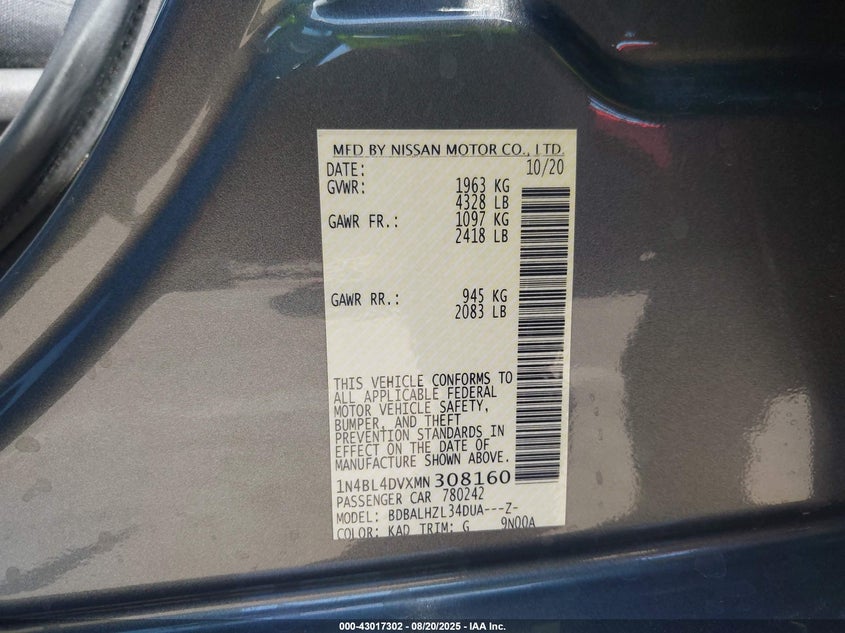 MFD BY NISSAN MOTOR CO., LTD.
DATE: 10/20
GVWR: 1963 KG
4328 LB
GAWR FR.: 1097 KG
2418 LB
GAWR RR.: 945 KG
2083 LB
THIS VEHICLE CONFORMS TO
ALL APPLICABLE FEDERAL
MOTOR VEHICLE SAFETY,
BUMPER, AND THEFT
PREVENTION STANDARDS IN
EFFECT ON THE DATE OF
MANUFACTURE SHOWN ABOVE.
1N4BL4DVXMN308160
PASSENGER CAR 780242
MODEL: BDBALHZL34DUA---Z-
COLOR: KAD TRIM: G 9N00A
000-43017302 - 08/20/2025 - IAA Inc.